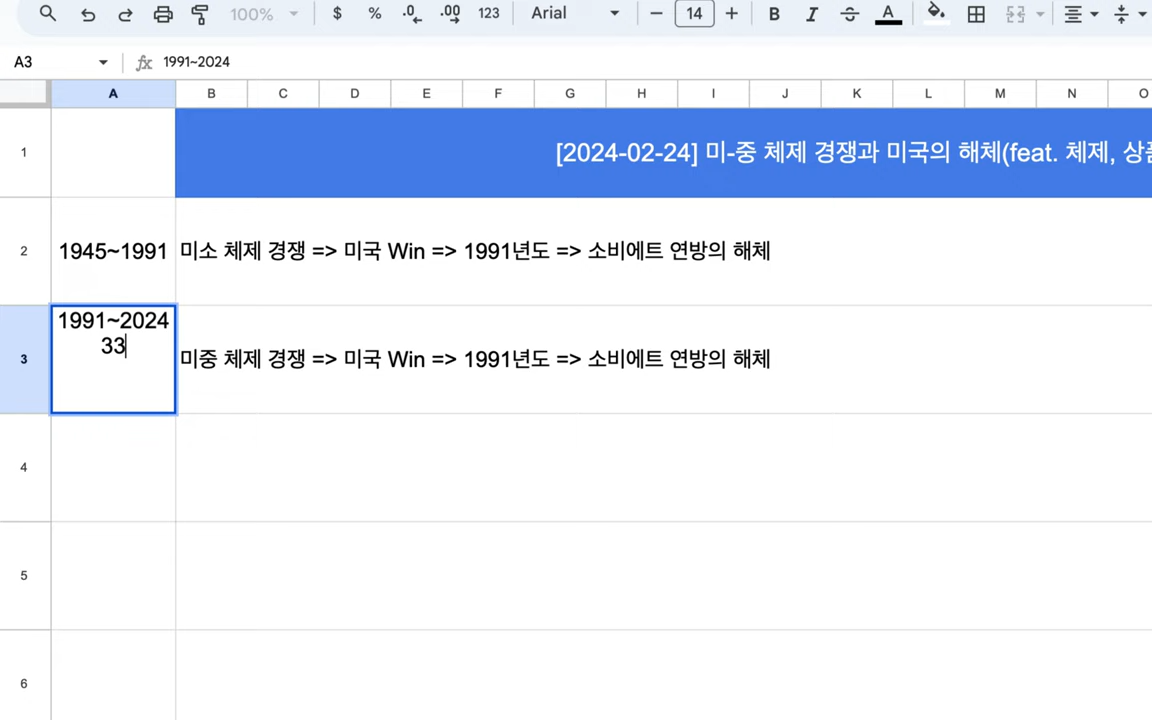 100% $ % .0 .00 123 Arial 14 B I A
A3 fx 1991~2024
A B C D E F G H I J K L M N O
1 [2024-02-24] 미-중 체제 경쟁과 미국의 해체(feat. 체제, 상품
2 1945~1991 미소 체제 경쟁 => 미국 Win => 1991년도 => 소비에트 연방의 해체
1991~2024
33
3 미중 체제 경쟁 => 미국 Win => 1991년도 => 소비에트 연방의 해체
4
5
6